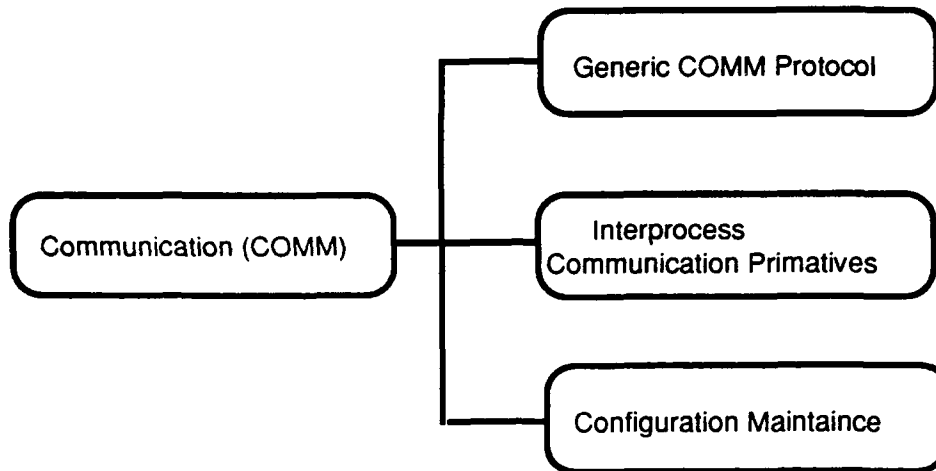 Generic COMM Protocol
Communication (COMM)
Interprocess
Communication Primatives
Configuration Maintaince